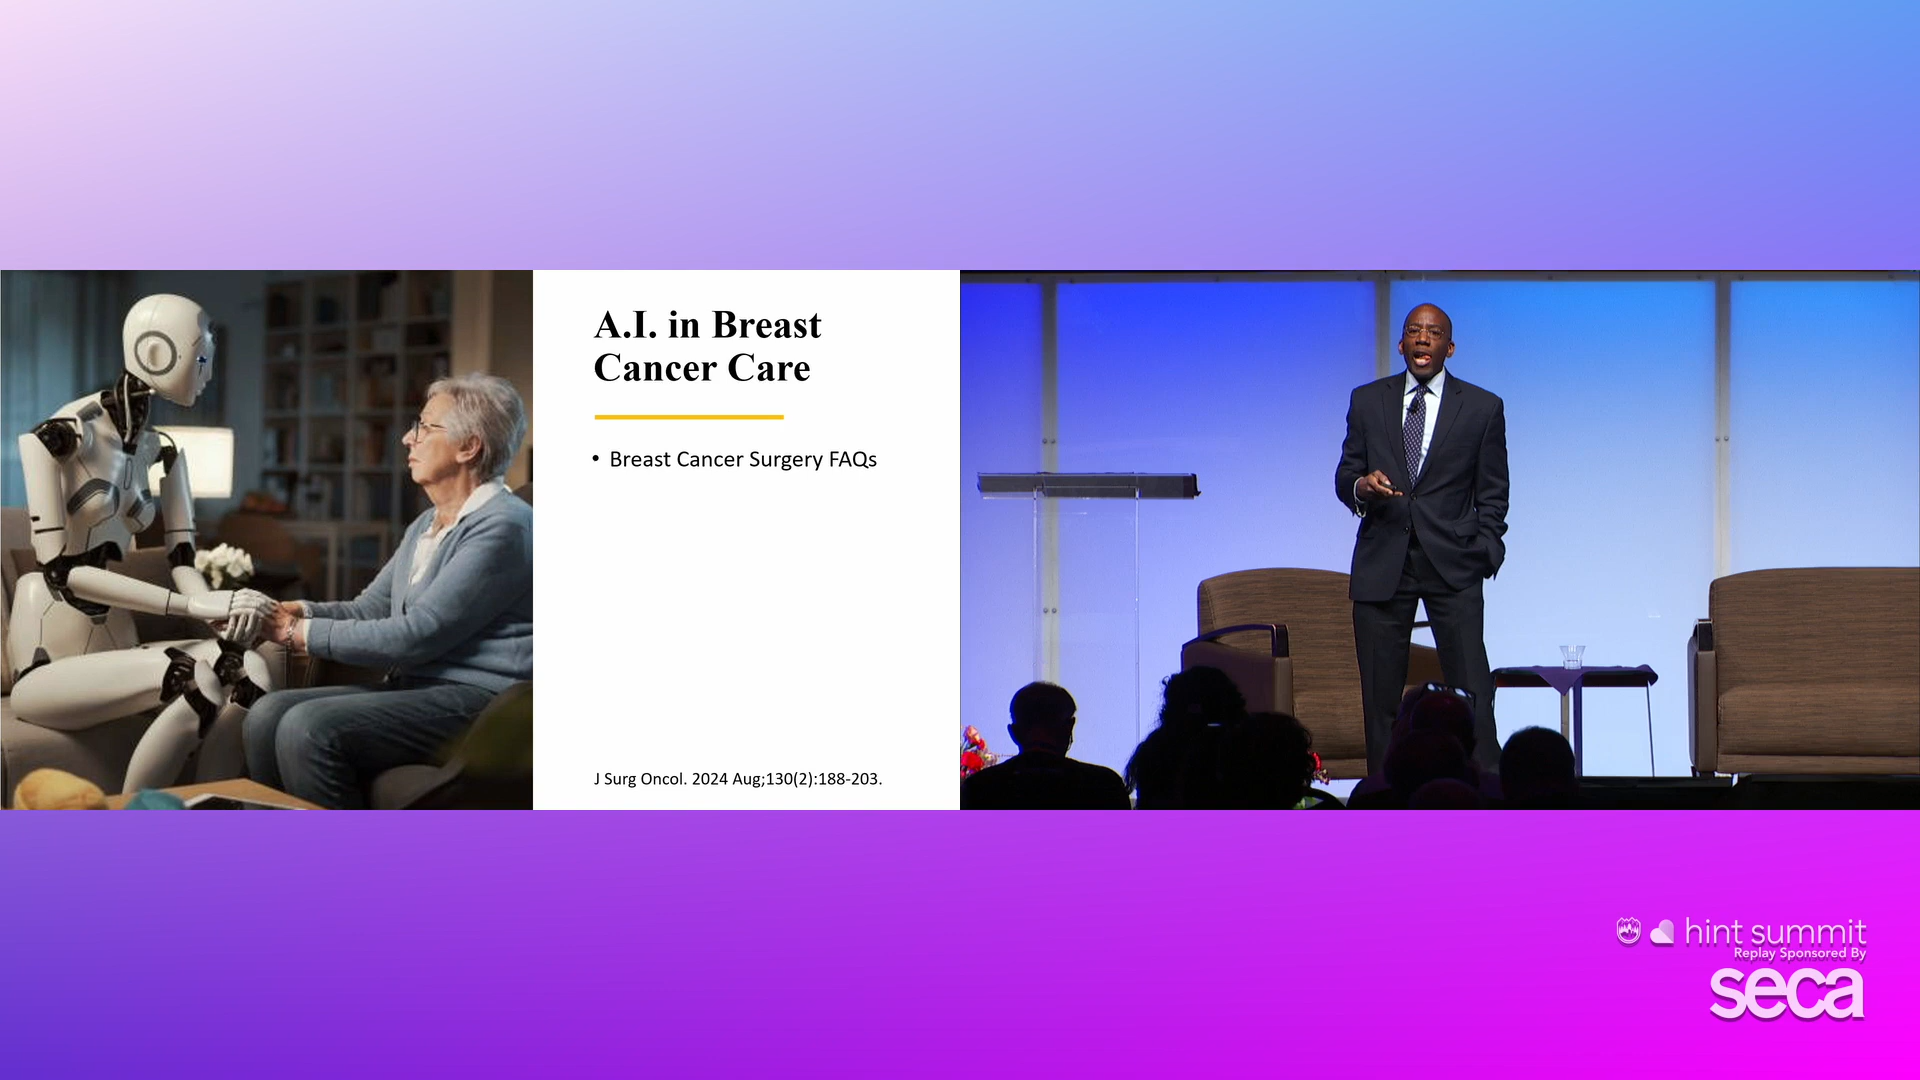 A.I. in Breast
Cancer Care
• Breast Cancer Surgery FAQs
J Surg Oncol. 2024 Aug;130(2):188-203.
hint summit
Replay Sponsored By
seca